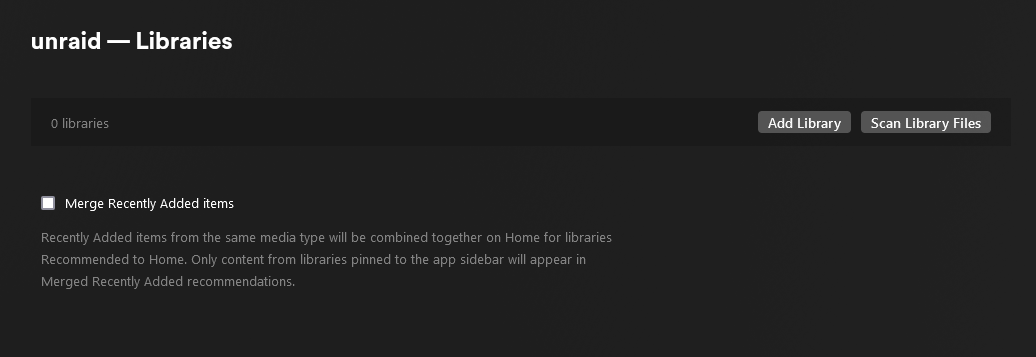 unraid — Libraries
0 libraries
Add Library
Scan Library Files
Merge Recently Added items
Recently Added items from the same media type will be combined together on Home for libraries
Recommended to Home. Only content from libraries pinned to the app sidebar will appear in
Merged Recently Added recommendations.